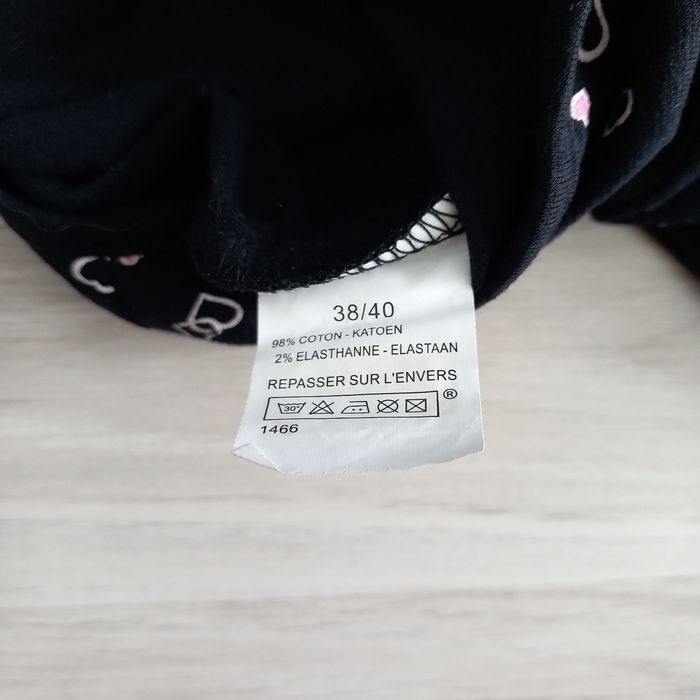 38/40
98% COTON - KATOEN
2% ELASTHANNE - ELASTAAN
REPASSER SUR L'ENVERS
30° ®
1466